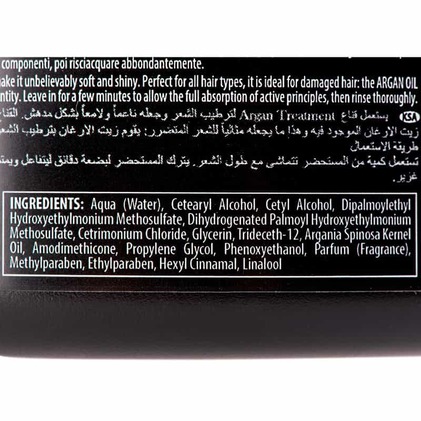 componenti, poi risciacquare abbondantemente.
ake it unbelievably soft and shiny. Perfect for all hair types, it is ideal for damaged hair: the ARGAN OIL
ntity. Leave in for a few minutes to allow the full absorption of active principles, then rinse thoroughly.
KSA يستعمل قناع Argan Treatment لترطيب الشعر وجعله ناعماً ولامعاً بشكل مدهش. القنا
زيت الارغان الموجود فيه وهذا ما يجعله مثالياً للشعر المتضرر: يقوم زيت الارغان بترطيب الشعر
طريقة الاستعمال
تستعمل كمية من المستحضر تتماشى مع طول الشعر. يترك المستحضر لبضعة دقائق ليتفاعل ويمتص
غزير.
INGREDIENTS: Aqua (Water), Cetearyl Alcohol, Cetyl Alcohol, Dipalmoylethyl
Hydroxyethylmonium Methosulfate, Dihydrogenated Palmoyl Hydroxyethylmonium
Methosulfate, Cetrimonium Chloride, Glycerin, Trideceth-12, Argania Spinosa Kernel
Oil, Amodimethicone, Propylene Glycol, Phenoxyethanol, Parfum (Fragrance),
Methylparaben, Ethylparaben, Hexyl Cinnamal, Linalool